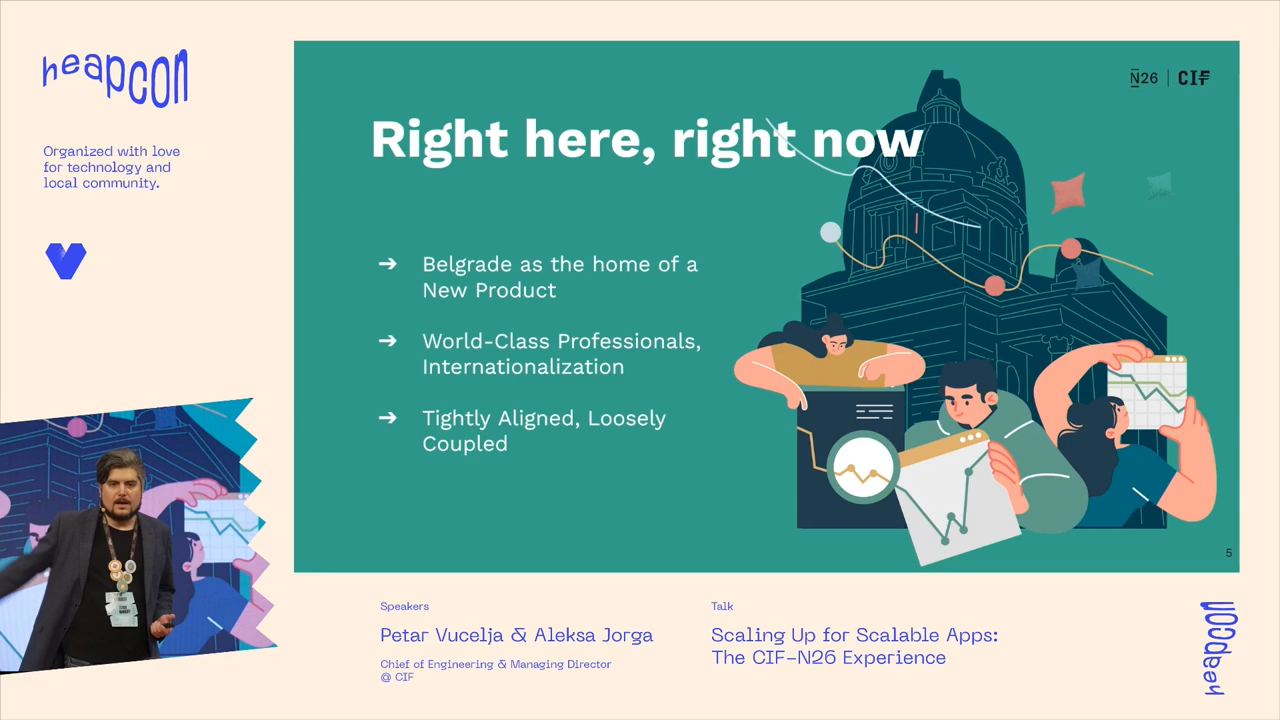 heapcon
Organized with love
for technology and
local community.
N26 | CIF
Right here, right now
➔ Belgrade as the home of a
New Product
➔ World-Class Professionals,
Internationalization
➔ Tightly Aligned, Loosely
Coupled
5
Speakers
Petar Vucelja & Aleksa Jorga
Chief of Engineering & Managing Director
@ CIF
Talk
Scaling Up for Scalable Apps:
The CIF-N26 Experience
heapcon